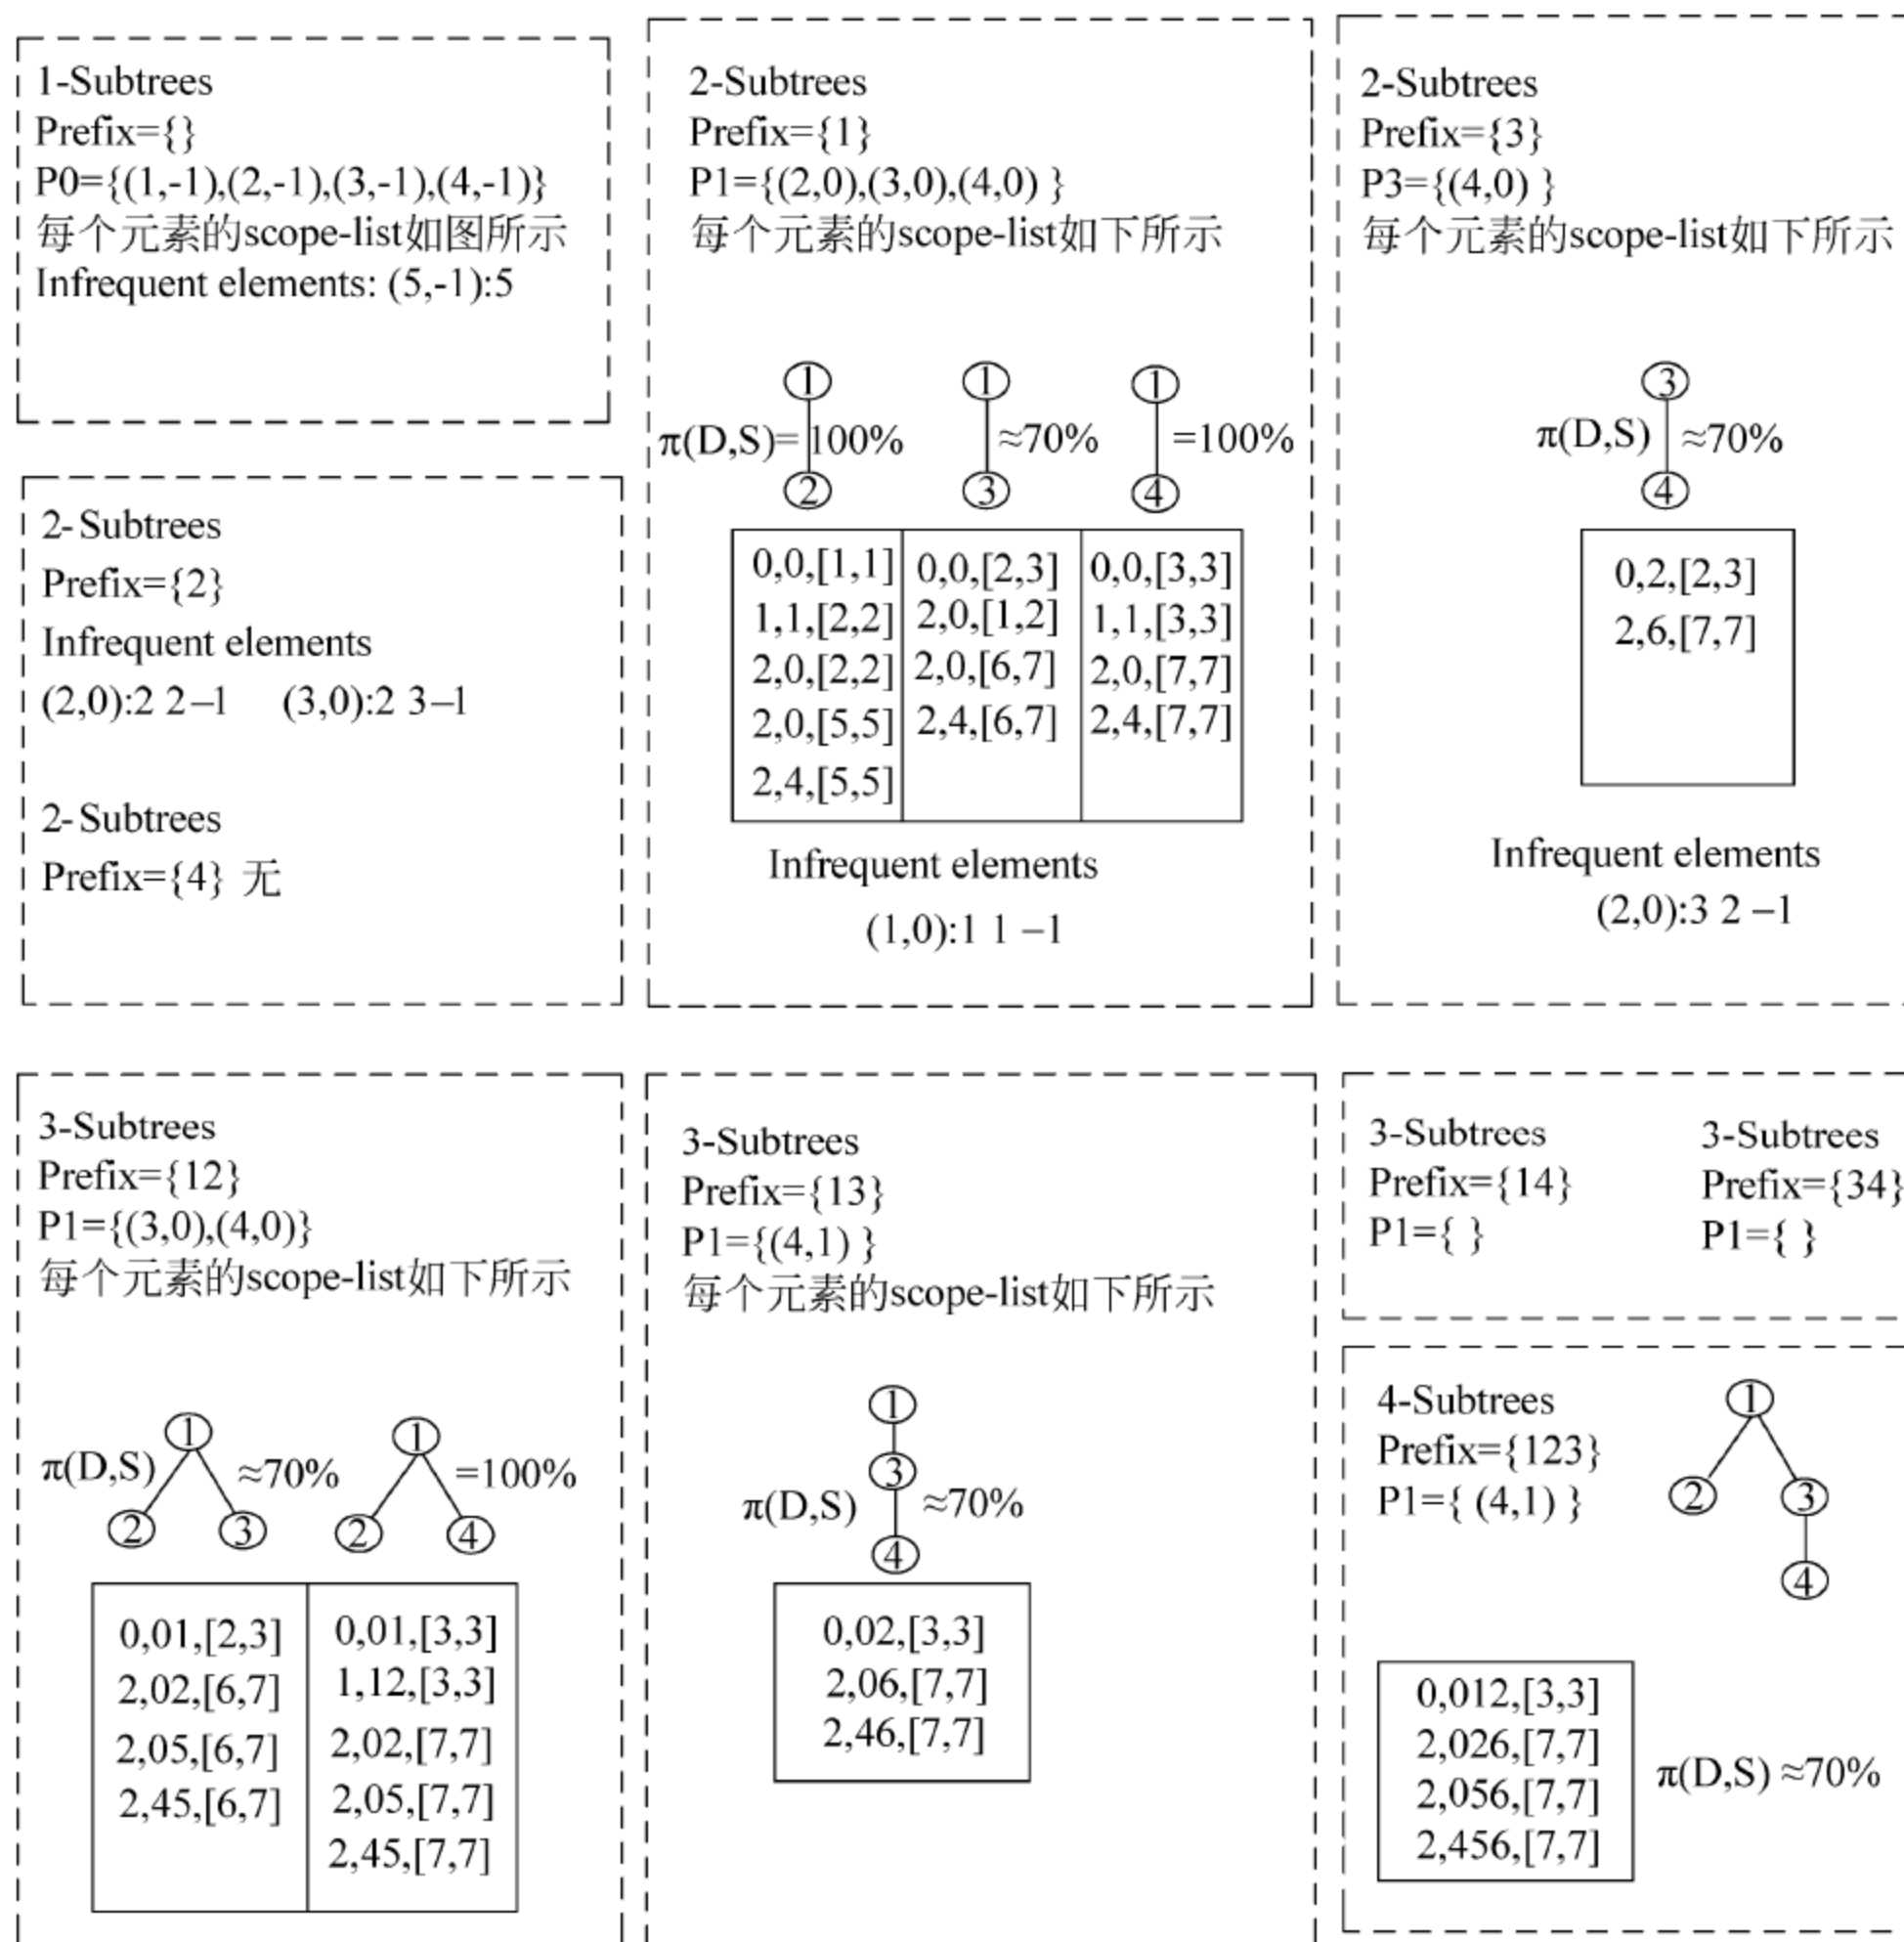 1-Subtrees
Prefix={}
P0={(1,-1),(2,-1),(3,-1),(4,-1)}
每个元素的scope-list如图所示
Infrequent elements: (5,-1):5
2-Subtrees
Prefix={2}
Infrequent elements
(2,0):2 2–1 (3,0):2 3–1
2-Subtrees
Prefix={4} 无
2-Subtrees
Prefix={1}
P1={(2,0),(3,0),(4,0) }
每个元素的scope-list如下所示
1 1 1
π(D,S)= 100% ≈70% =100%
2 3 4
0,0,[1,1] 0,0,[2,3] 0,0,[3,3]
1,1,[2,2] 2,0,[1,2] 1,1,[3,3]
2,0,[2,2] 2,0,[6,7] 2,0,[7,7]
2,0,[5,5] 2,4,[6,7] 2,4,[7,7]
2,4,[5,5]
Infrequent elements
(1,0):1 1 –1
2-Subtrees
Prefix={3}
P3={(4,0) }
每个元素的scope-list如下所示
3
π(D,S) ≈70%
4
0,2,[2,3]
2,6,[7,7]
Infrequent elements
(2,0):3 2 –1
3-Subtrees
Prefix={12}
P1={(3,0),(4,0)}
每个元素的scope-list如下所示
1 1
π(D,S) ≈70% =100%
2 3 2 4
0,01,[2,3] 0,01,[3,3]
2,02,[6,7] 1,12,[3,3]
2,05,[6,7] 2,02,[7,7]
2,45,[6,7] 2,05,[7,7]
2,45,[7,7]
3-Subtrees
Prefix={13}
P1={(4,1) }
每个元素的scope-list如下所示
1
3
π(D,S) ≈70%
4
0,02,[3,3]
2,06,[7,7]
2,46,[7,7]
3-Subtrees 3-Subtrees
Prefix={14} Prefix={34}
P1={ } P1={ }
4-Subtrees 1
Prefix={123}
P1={ (4,1) } 2 3
4
0,012,[3,3]
2,026,[7,7]
2,056,[7,7] π(D,S) ≈70%
2,456,[7,7]